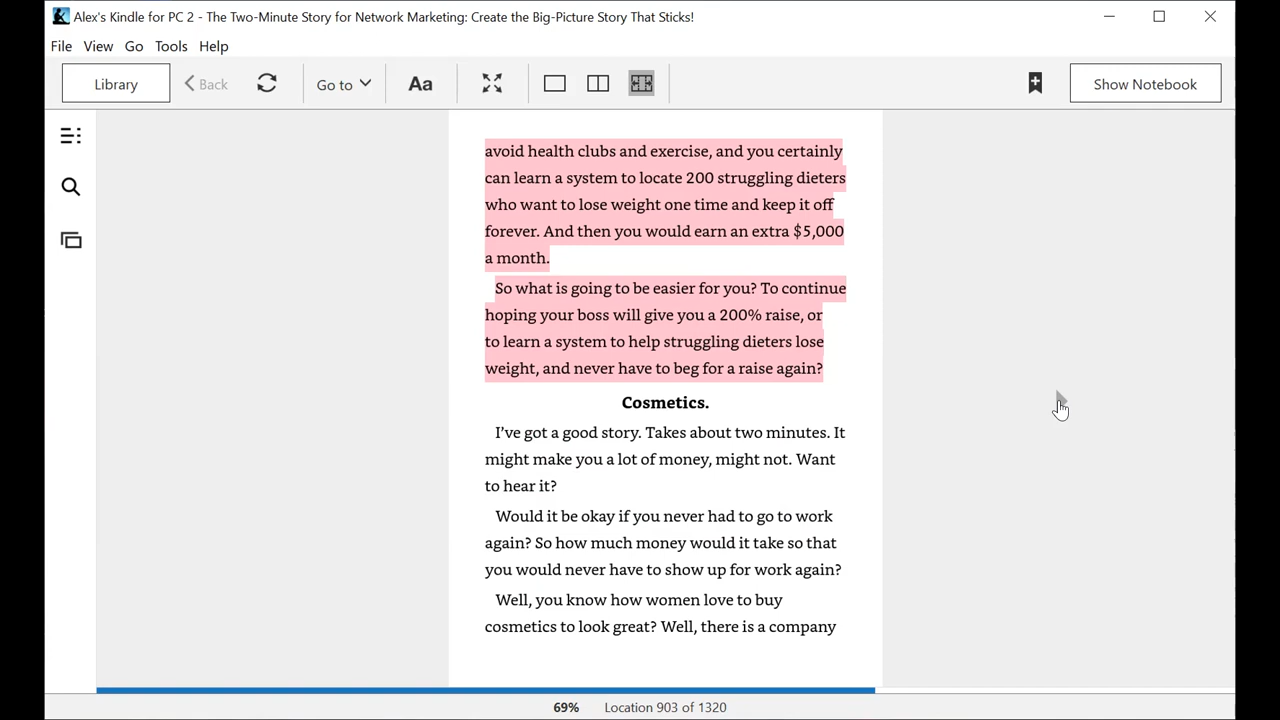 Alex's Kindle for PC 2 - The Two-Minute Story for Network Marketing: Create the Big-Picture Story That Sticks!
File View Go Tools Help
Library Back Go to Aa Show Notebook
avoid health clubs and exercise, and you certainly
can learn a system to locate 200 struggling dieters
who want to lose weight one time and keep it off
forever. And then you would earn an extra $5,000
a month.
So what is going to be easier for you? To continue
hoping your boss will give you a 200% raise, or
to learn a system to help struggling dieters lose
weight, and never have to beg for a raise again?
Cosmetics.
I’ve got a good story. Takes about two minutes. It
might make you a lot of money, might not. Want
to hear it?
Would it be okay if you never had to go to work
again? So how much money would it take so that
you would never have to show up for work again?
Well, you know how women love to buy
cosmetics to look great? Well, there is a company
69% Location 903 of 1320